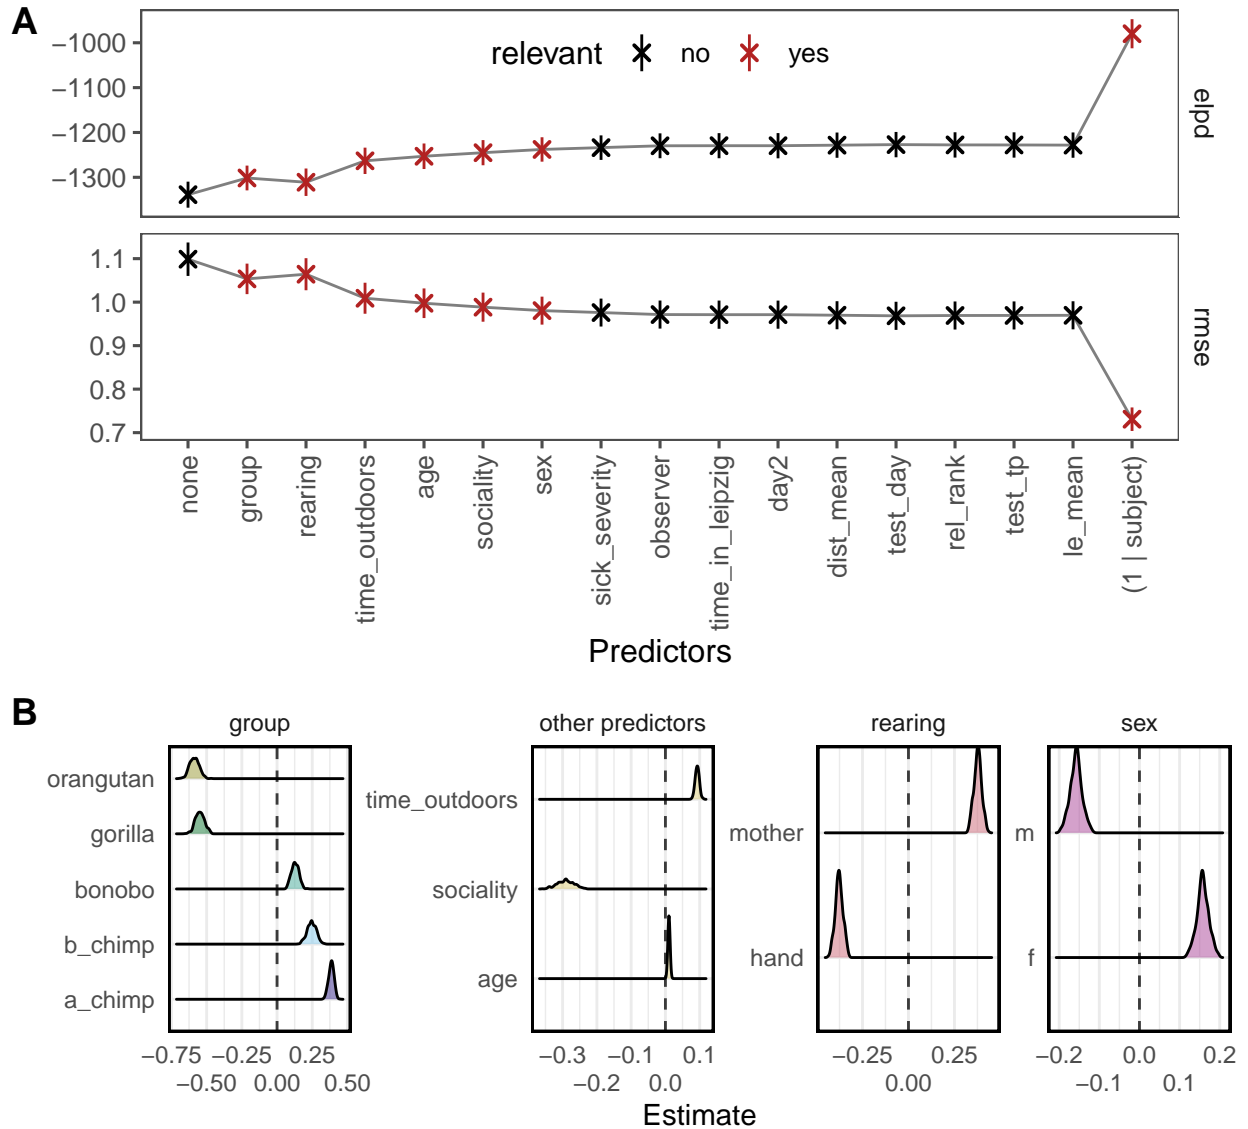 A
−1000
−1100
−1200
−1300
relevant no yes
elpd
1.1
1.0
0.9
0.8
0.7
rmse
none
group
rearing
time_outdoors
age
sociality
sex
sick_severity
observer
time_in_leipzig
day2
dist_mean
test_day
rel_rank
test_tp
le_mean
(1 | subject)
Predictors
B
group
orangutan
gorilla
bonobo
b_chimp
a_chimp
−0.75 −0.25 0.25
−0.50 0.00 0.50
other predictors
time_outdoors
sociality
age
−0.3 −0.1 0.1
−0.2 0.0
rearing
mother
hand
−0.25 0.25
0.00
sex
m
f
−0.2 0.0 0.2
−0.1 0.1
Estimate